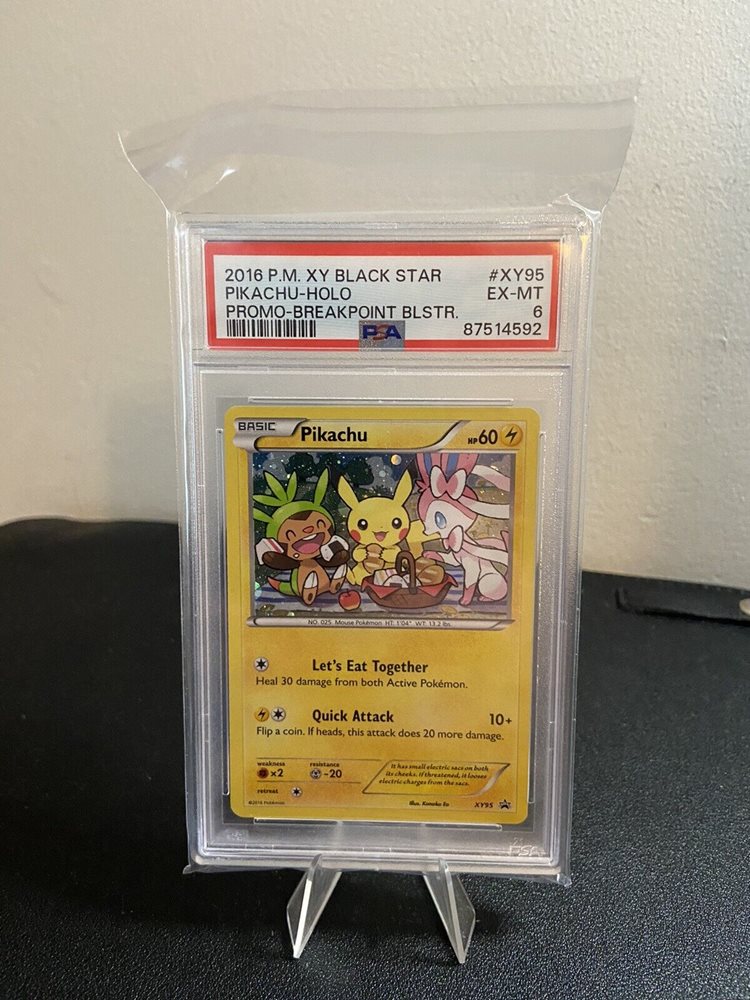 2016 P.M. XY BLACK STAR #XY95
PIKACHU-HOLO EX-MT
PROMO-BREAKPOINT BLSTR. 6
PSA 87514592
BASIC Pikachu HP60
NO. 025 Mouse Pokémon HT: 1'04" WT: 13.2 lbs.
Let's Eat Together
Heal 30 damage from both Active Pokémon.
Quick Attack 10+
Flip a coin. If heads, this attack does 20 more damage.
weakness resistance
×2 -20
retreat
It has small electric sacs on both
its cheeks. If threatened, it looses
electric charges from the sacs.
©2016 Pokémon Illus. Kanako Eo XY95